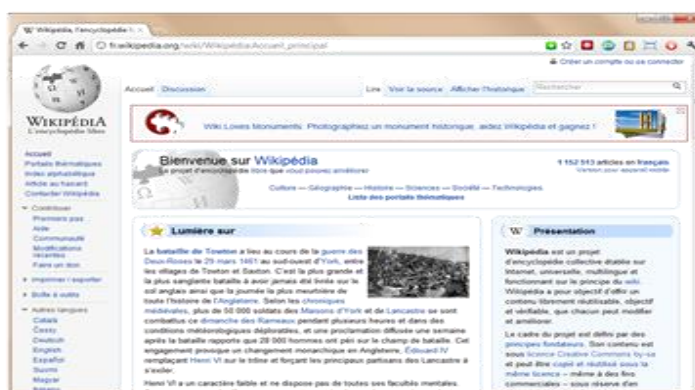 Wikipédia, l'encyclopédie l
fr.wikipedia.org/wiki/Wikipédia:Accueil_principal
Créer un compte ou se connecter
Accueil Discussion Lire Voir la source Afficher l'historique Rechercher
WIKIPÉDIA
L'encyclopédie libre
Wiki Loves Monuments: Photographiez un monument historique, aidez Wikipédia et gagnez !
Accueil
Portails thématiques
Index alphabétique
Article au hasard
Contacter Wikipédia
Contribuer
Premiers pas
Aide
Communauté
Modifications récentes
Faire un don
Imprimer / exporter
Boîte à outils
Autres langues
Català
Česky
Deutsch
English
Español
Suomi
Magyar
Bienvenue sur Wikipédia
Le projet d'encyclopédie libre que vous pouvez améliorer
1 152 513 articles en français
Version pour appareil mobile
Culture — Géographie — Histoire — Sciences — Société — Technologies.
Liste des portails thématiques
Lumière sur
La bataille de Towton a lieu au cours de la guerre des
Deux-Roses le 29 mars 1461 au sud-ouest d'York, entre
les villages de Towton et Saxton. C'est la plus grande et
la plus sanglante bataille à avoir jamais été livrée sur le
sol anglais ainsi que la journée la plus meurtrière de
toute l'histoire de l'Angleterre. Selon les chroniques
médiévales, plus de 50 000 soldats des Maisons d'York et de Lancastre se sont
combattus ce dimanche des Rameaux pendant plusieurs heures et dans des
conditions météorologiques déplorables, et une proclamation diffusée une semaine
après la bataille rapporte que 28 000 hommes ont péri sur le champ de bataille. Cet
engagement provoque un changement monarchique en Angleterre, Édouard IV
remplaçant Henri VI sur le trône et forçant les principaux partisans des Lancastre à
s'exiler.
Henri VI a un caractère faible et ne dispose pas de toutes ses facultés mentales.
Présentation
Wikipédia est un projet
d'encyclopédie collective établie sur
Internet, universelle, multilingue et
fonctionnant sur le principe du wiki.
Wikipédia a pour objectif d'offrir un
contenu librement réutilisable, objectif
et vérifiable, que chacun peut modifier
et améliorer.
Le cadre du projet est défini par des
principes fondateurs. Son contenu est
sous licence Creative Commons by-sa
et peut être copié et réutilisé sous la
même licence – même à des fins
commerciales – sous réserve d'en